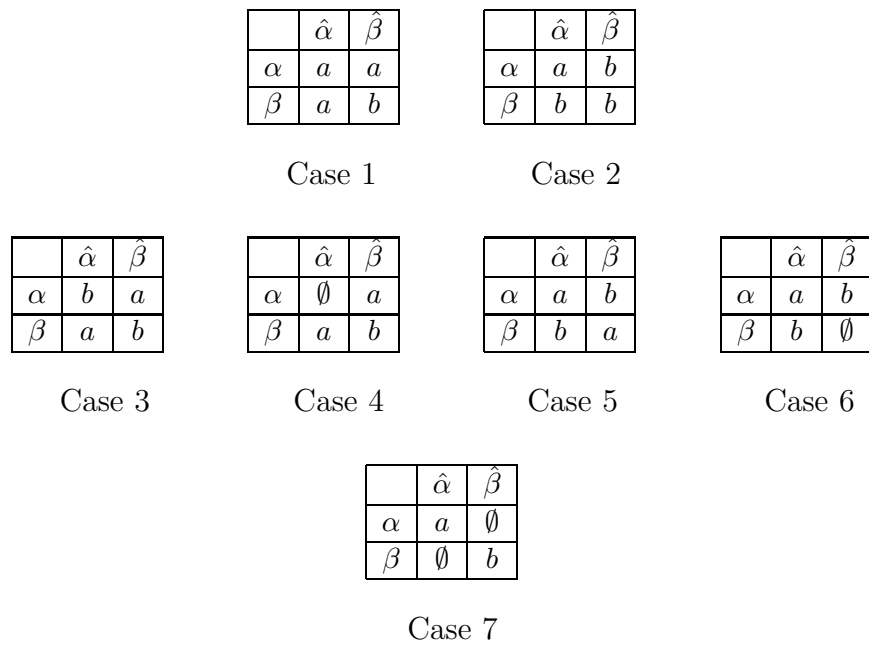 α̂ β̂ α̂ β̂
α a a α a b
β a b β b b
Case 1 Case 2
α̂ β̂ α̂ β̂ α̂ β̂ α̂ β̂
α b a α ∅ a α a b α a b
β a b β a b β b a β b ∅
Case 3 Case 4 Case 5 Case 6
α̂ β̂
α a ∅
β ∅ b
Case 7